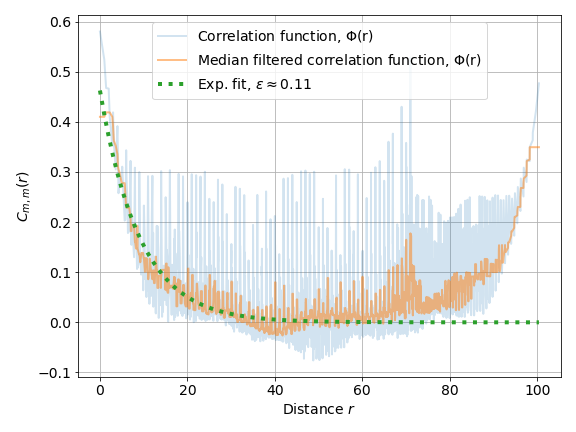 Correlation function, Φ(r)
Median filtered correlation function, Φ(r)
Exp. fit, ε ≈ 0.11
0.6
0.5
0.4
0.3
0.2
0.1
0.0
−0.1
C_{m,m}(r)
0 20 40 60 80 100
Distance r